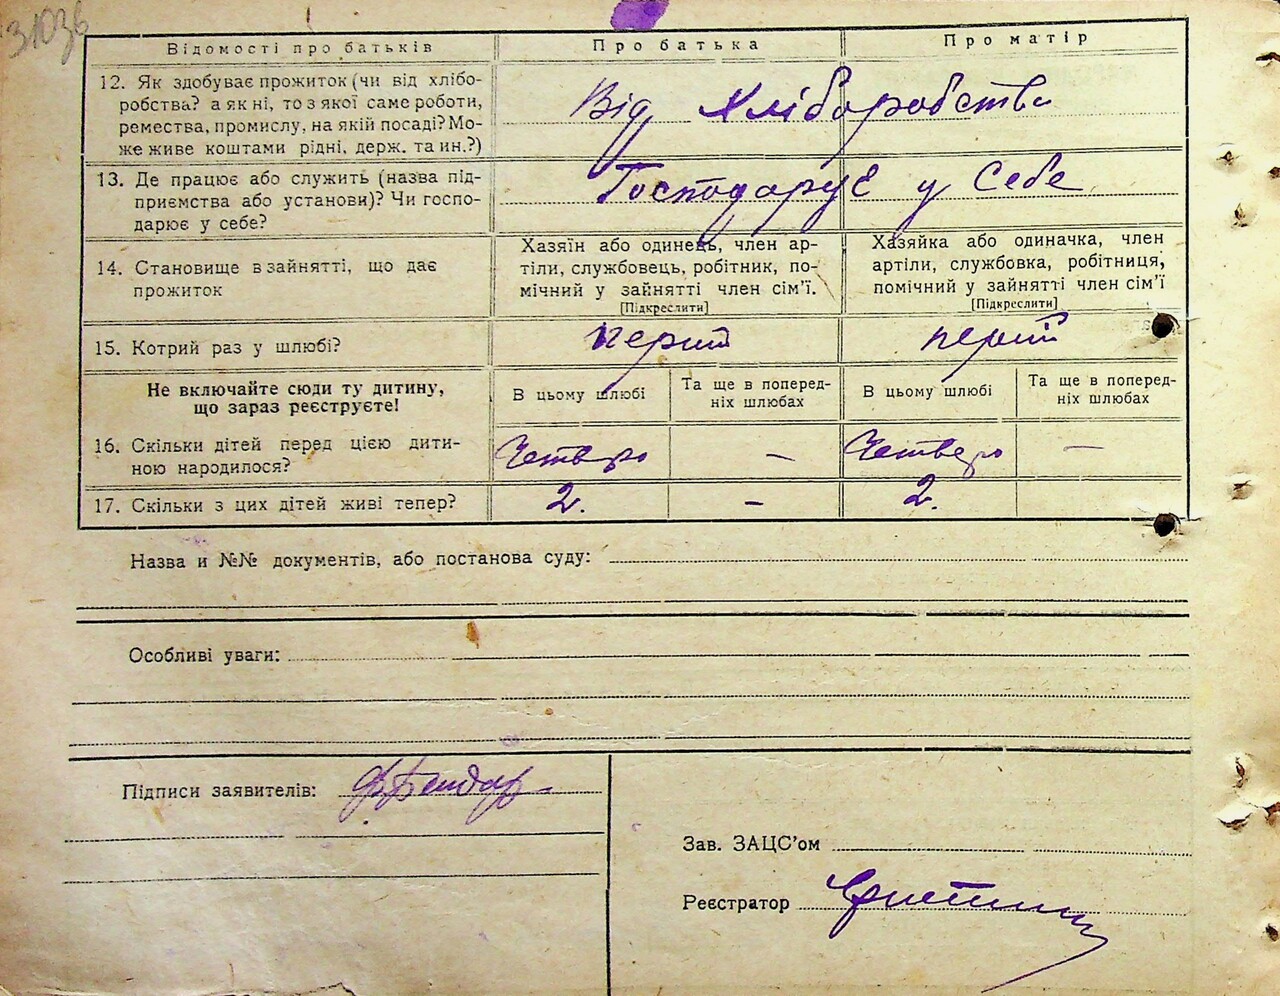 31036
Відомості про батьків
Про батька
Про матір
12. Як здобуває прожиток (чи від хлібо-
робства? а як ні, то з якої саме роботи,
ремества, промислу, на якій посаді? Мо-
же живе коштами рідні, держ. та ин.?)
Від Хліборобства
13. Де працює або служить (назва під-
приємства або установи)? Чи госпо-
дарює у себе?
Господарує у Себе
14. Становище в зайнятті, що дає
прожиток
Хазяїн або одинець, член ар-
тіли, службовець, робітник, по-
мічний у зайнятті член сім'ї.
[Підкреслити]
Хазяйка або одиначка, член
артіли, службовка, робітниця,
помічний у зайнятті член сім'ї
[Підкреслити]
15. Котрий раз у шлюбі?
перший
перший
Не включайте сюди ту дитину,
що зараз реєструєте!
В цьому шлюбі
Та ще в поперед-
ніх шлюбах
В цьому шлюбі
Та ще в поперед-
ніх шлюбах
16. Скільки дітей перед цією дити-
ною народилося?
Четверо
—
Четверо
—
17. Скільки з цих дітей живі тепер?
2.
—
2.
Назва и №№ документів, або постанова суду:
Особливі уваги:
Підписи заявителів:
Зав. ЗАЦС'ом
Реєстратор